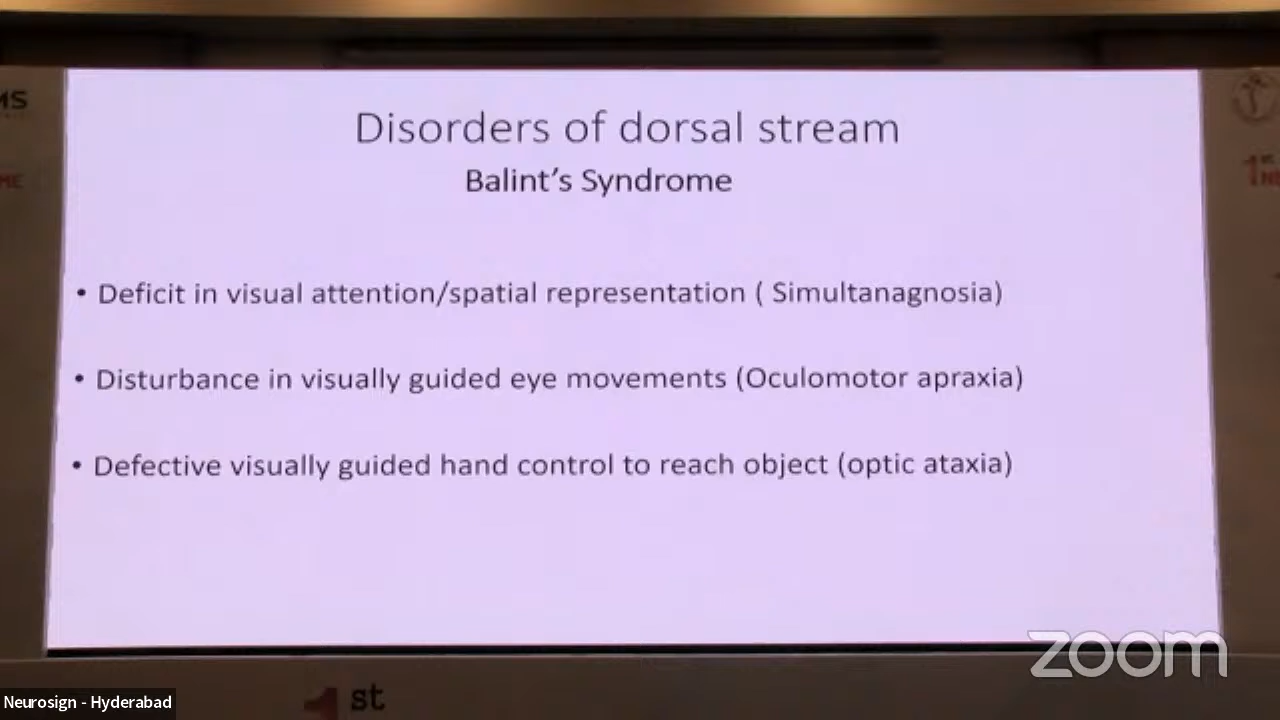 Disorders of dorsal stream
Balint's Syndrome
• Deficit in visual attention/spatial representation ( Simultanagnosia)
• Disturbance in visually guided eye movements (Oculomotor apraxia)
• Defective visually guided hand control to reach object (optic ataxia)
zoom
1st
Neurosign - Hyderabad